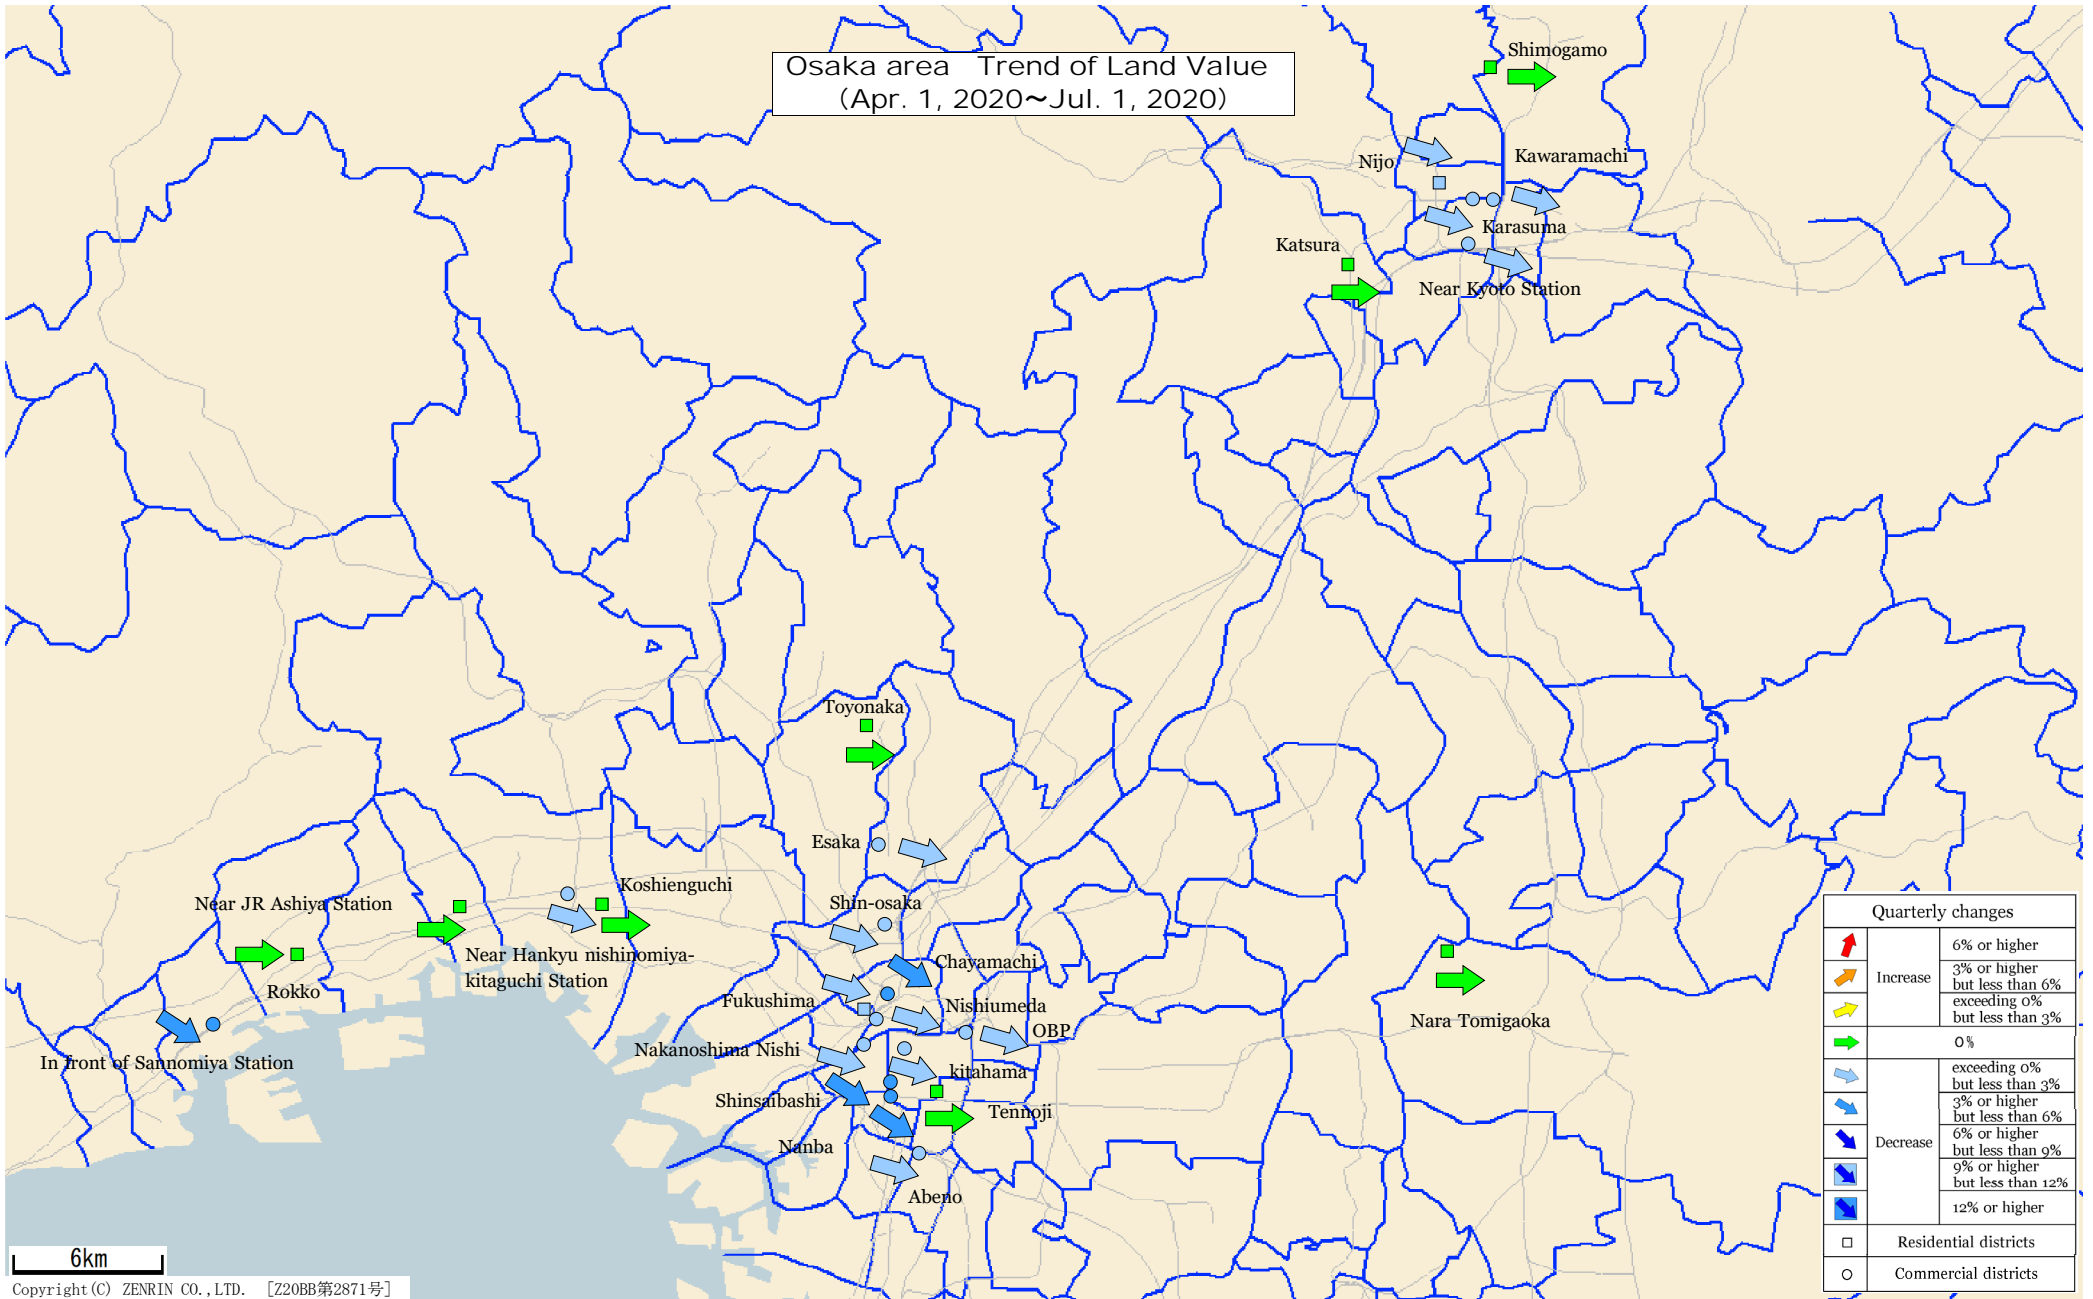 Osaka area Trend of Land Value
(Apr. 1, 2020～Jul. 1, 2020)
Shimogamo
Nijo
Kawaramachi
Karasuma
Katsura
Near Kyoto Station
Toyonaka
Esaka
Koshienguchi
Near JR Ashiya Station
Shin-osaka
Near Hankyu nishinomiya-
kitaguchi Station
Chayamachi
Rokko
Fukushima
Nishiumeda
OBP
Nara Tomigaoka
Nakanoshima Nishi
In front of Sannomiya Station
kitahama
Shinsaibashi
Tennoji
Nanba
Abeno
Quarterly changes
Increase
6% or higher
3% or higher
but less than 6%
exceeding 0%
but less than 3%
0%
Decrease
exceeding 0%
but less than 3%
3% or higher
but less than 6%
6% or higher
but less than 9%
9% or higher
but less than 12%
12% or higher
Residential districts
Commercial districts
6km
Copyright(C) ZENRIN CO.,LTD. [Z20BB第2871号]